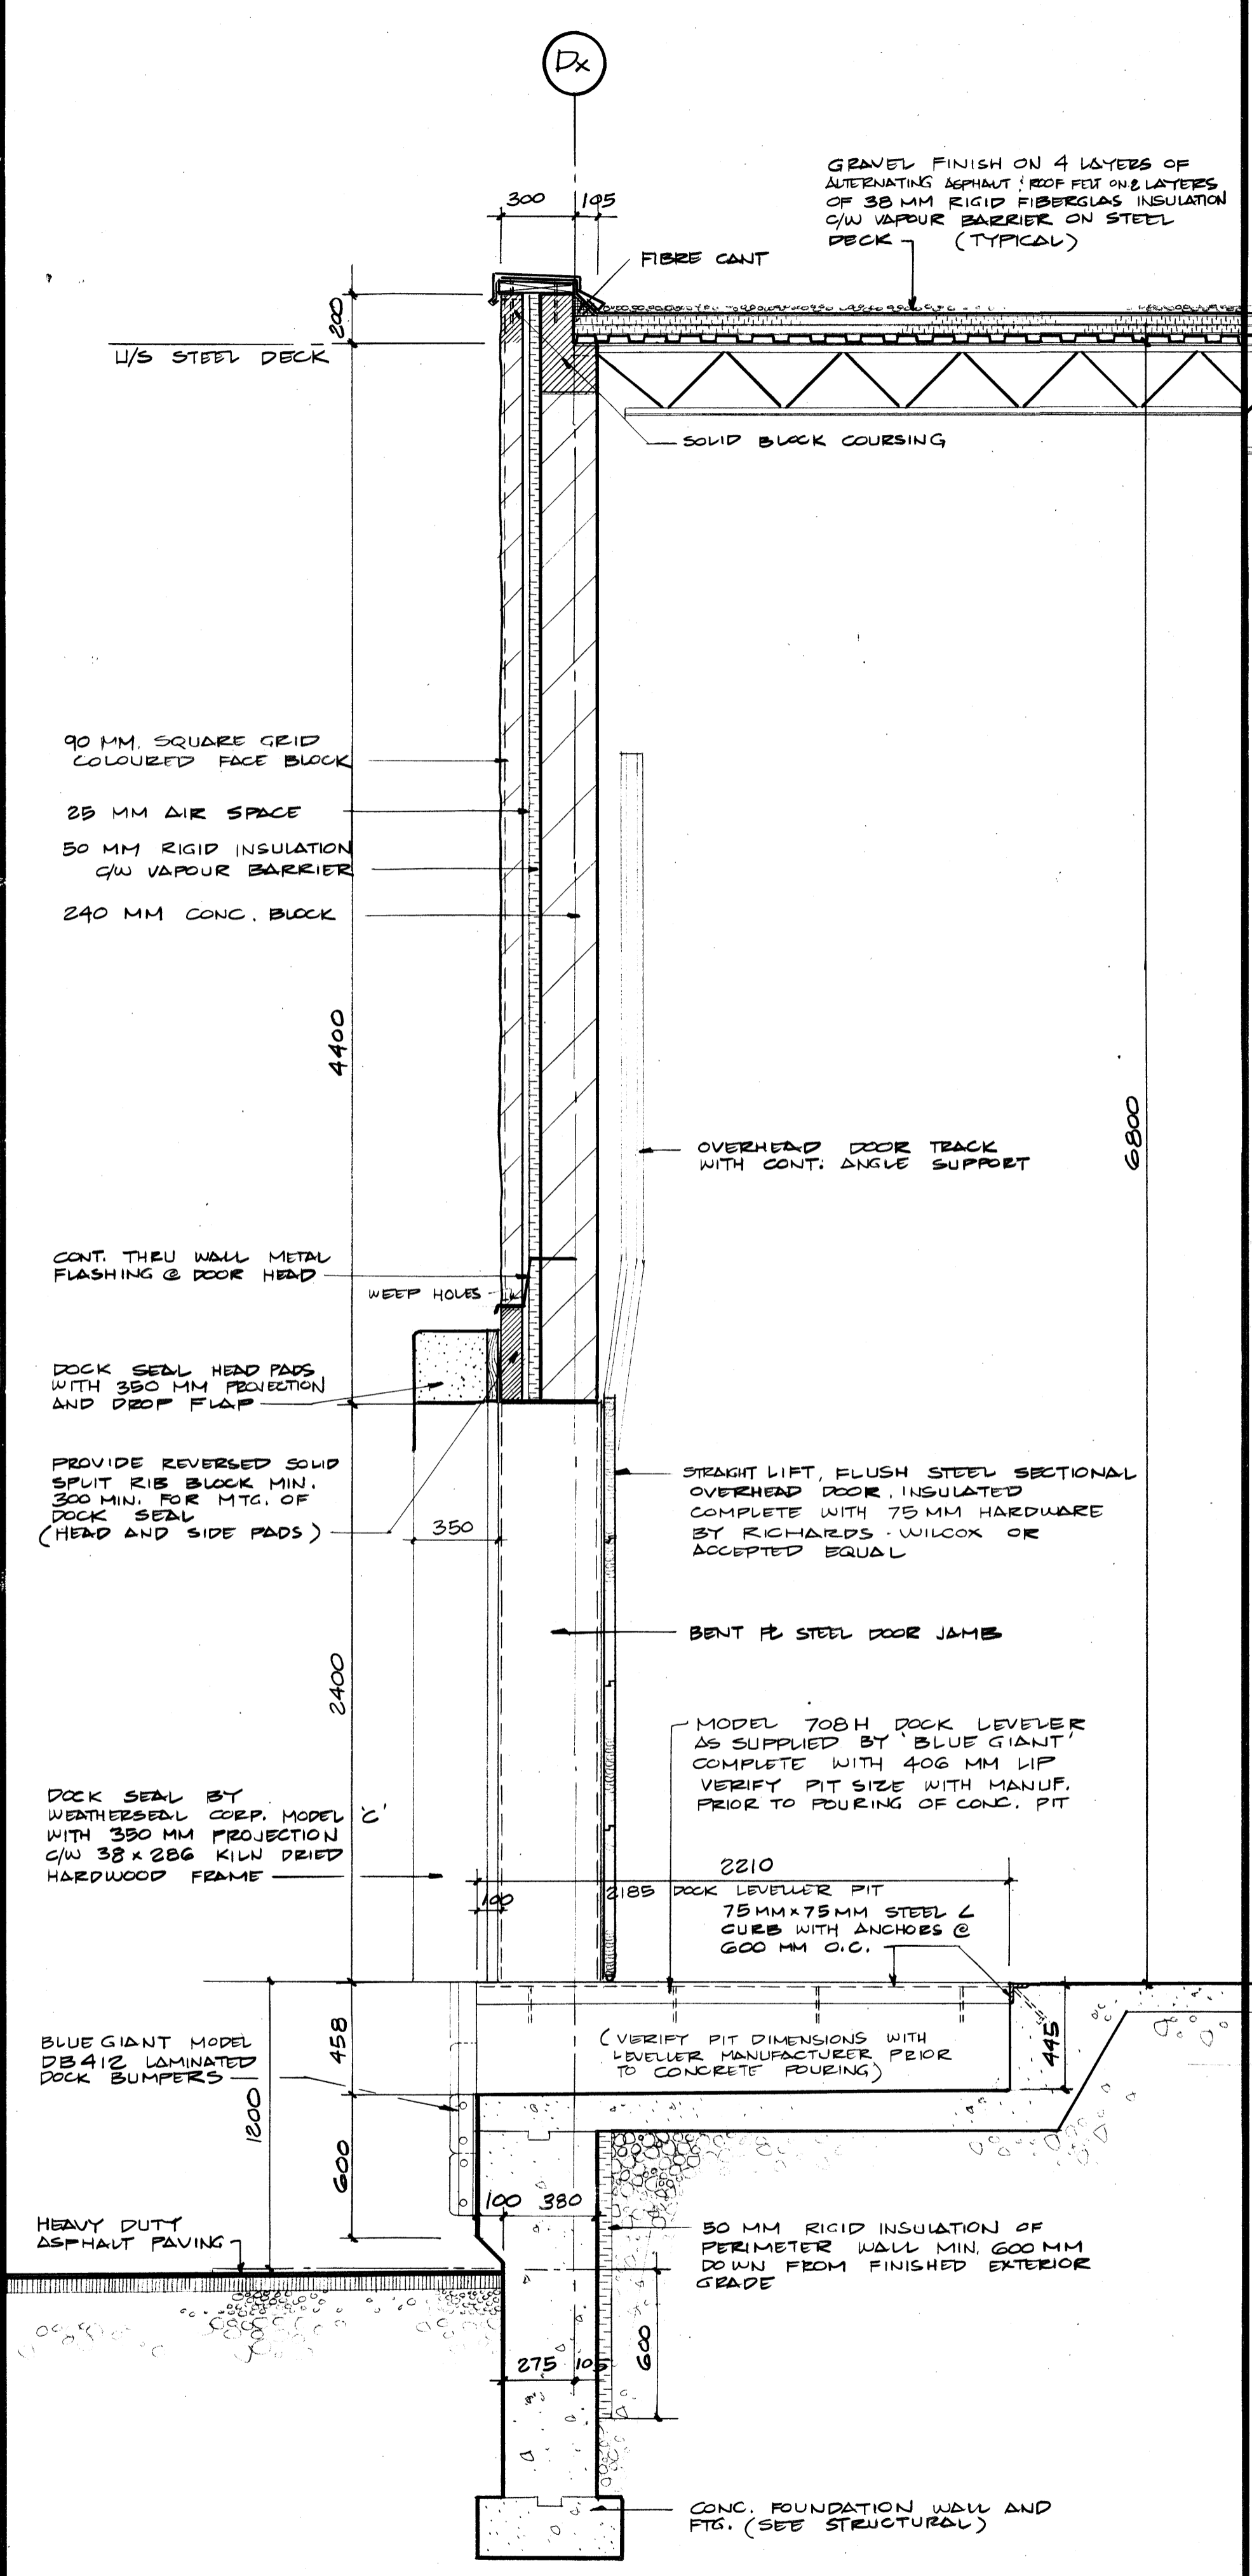 Dx
GRAVEL FINISH ON 4 LAYERS OF
ALTERNATING ASPHAUT & ROOF FELT ON 2 LAYERS
OF 38 MM RIGID FIBERGLAS INSULATION
C/W VAPOUR BARRIER ON STEEL
DECK (TYPICAL)
300
105
FIBRE CANT
200
U/S STEEL DECK
SOLID BLOCK COURSING
90 MM. SQUARE GRID
COLOURED FACE BLOCK
25 MM AIR SPACE
50 MM RIGID INSULATION
C/W VAPOUR BARRIER
240 MM CONC. BLOCK
4400
6800
OVERHEAD DOOR TRACK
WITH CONT. ANGLE SUPPORT
CONT. THRU WALL METAL
FLASHING @ DOOR HEAD
WEEP HOLES
DOCK SEAL HEAD PADS
WITH 350 MM PROJECTION
AND DROP FLAP
PROVIDE REVERSED SOLID
SPLIT RIB BLOCK MIN.
300 MIN. FOR MTG. OF
DOCK SEAL
(HEAD AND SIDE PADS)
350
STRAIGHT LIFT, FLUSH STEEL SECTIONAL
OVERHEAD DOOR, INSULATED
COMPLETE WITH 75 MM HARDWARE
BY RICHARDS - WILCOX OR
ACCEPTED EQUAL
BENT PL STEEL DOOR JAMB
2400
MODEL 708H DOCK LEVELER
AS SUPPLIED BY 'BLUE GIANT'
COMPLETE WITH 406 MM LIP
VERIFY PIT SIZE WITH MANUF.
PRIOR TO POURING OF CONC. PIT
DOCK SEAL BY
WEATHERSEAL CORP. MODEL 'C'
WITH 350 MM PROJECTION
C/W 38 x 286 KILN DRIED
HARDWOOD FRAME
2210
100
2185 DOCK LEVELLER PIT
75MM x 75MM STEEL L
CURB WITH ANCHORS @
600 MM O.C.
BLUE GIANT MODEL
DB412 LAMINATED
DOCK BUMPERS
1200
458
600
(VERIFY PIT DIMENSIONS WITH
LEVELLER MANUFACTURER PRIOR
TO CONCRETE POURING)
445
100 380
HEAVY DUTY
ASPHALT PAVING
50 MM RIGID INSULATION OF
PERIMETER WALL MIN. 600 MM
DOWN FROM FINISHED EXTERIOR
GRADE
600
275 105
CONC. FOUNDATION WALL AND
FTG. (SEE STRUCTURAL)